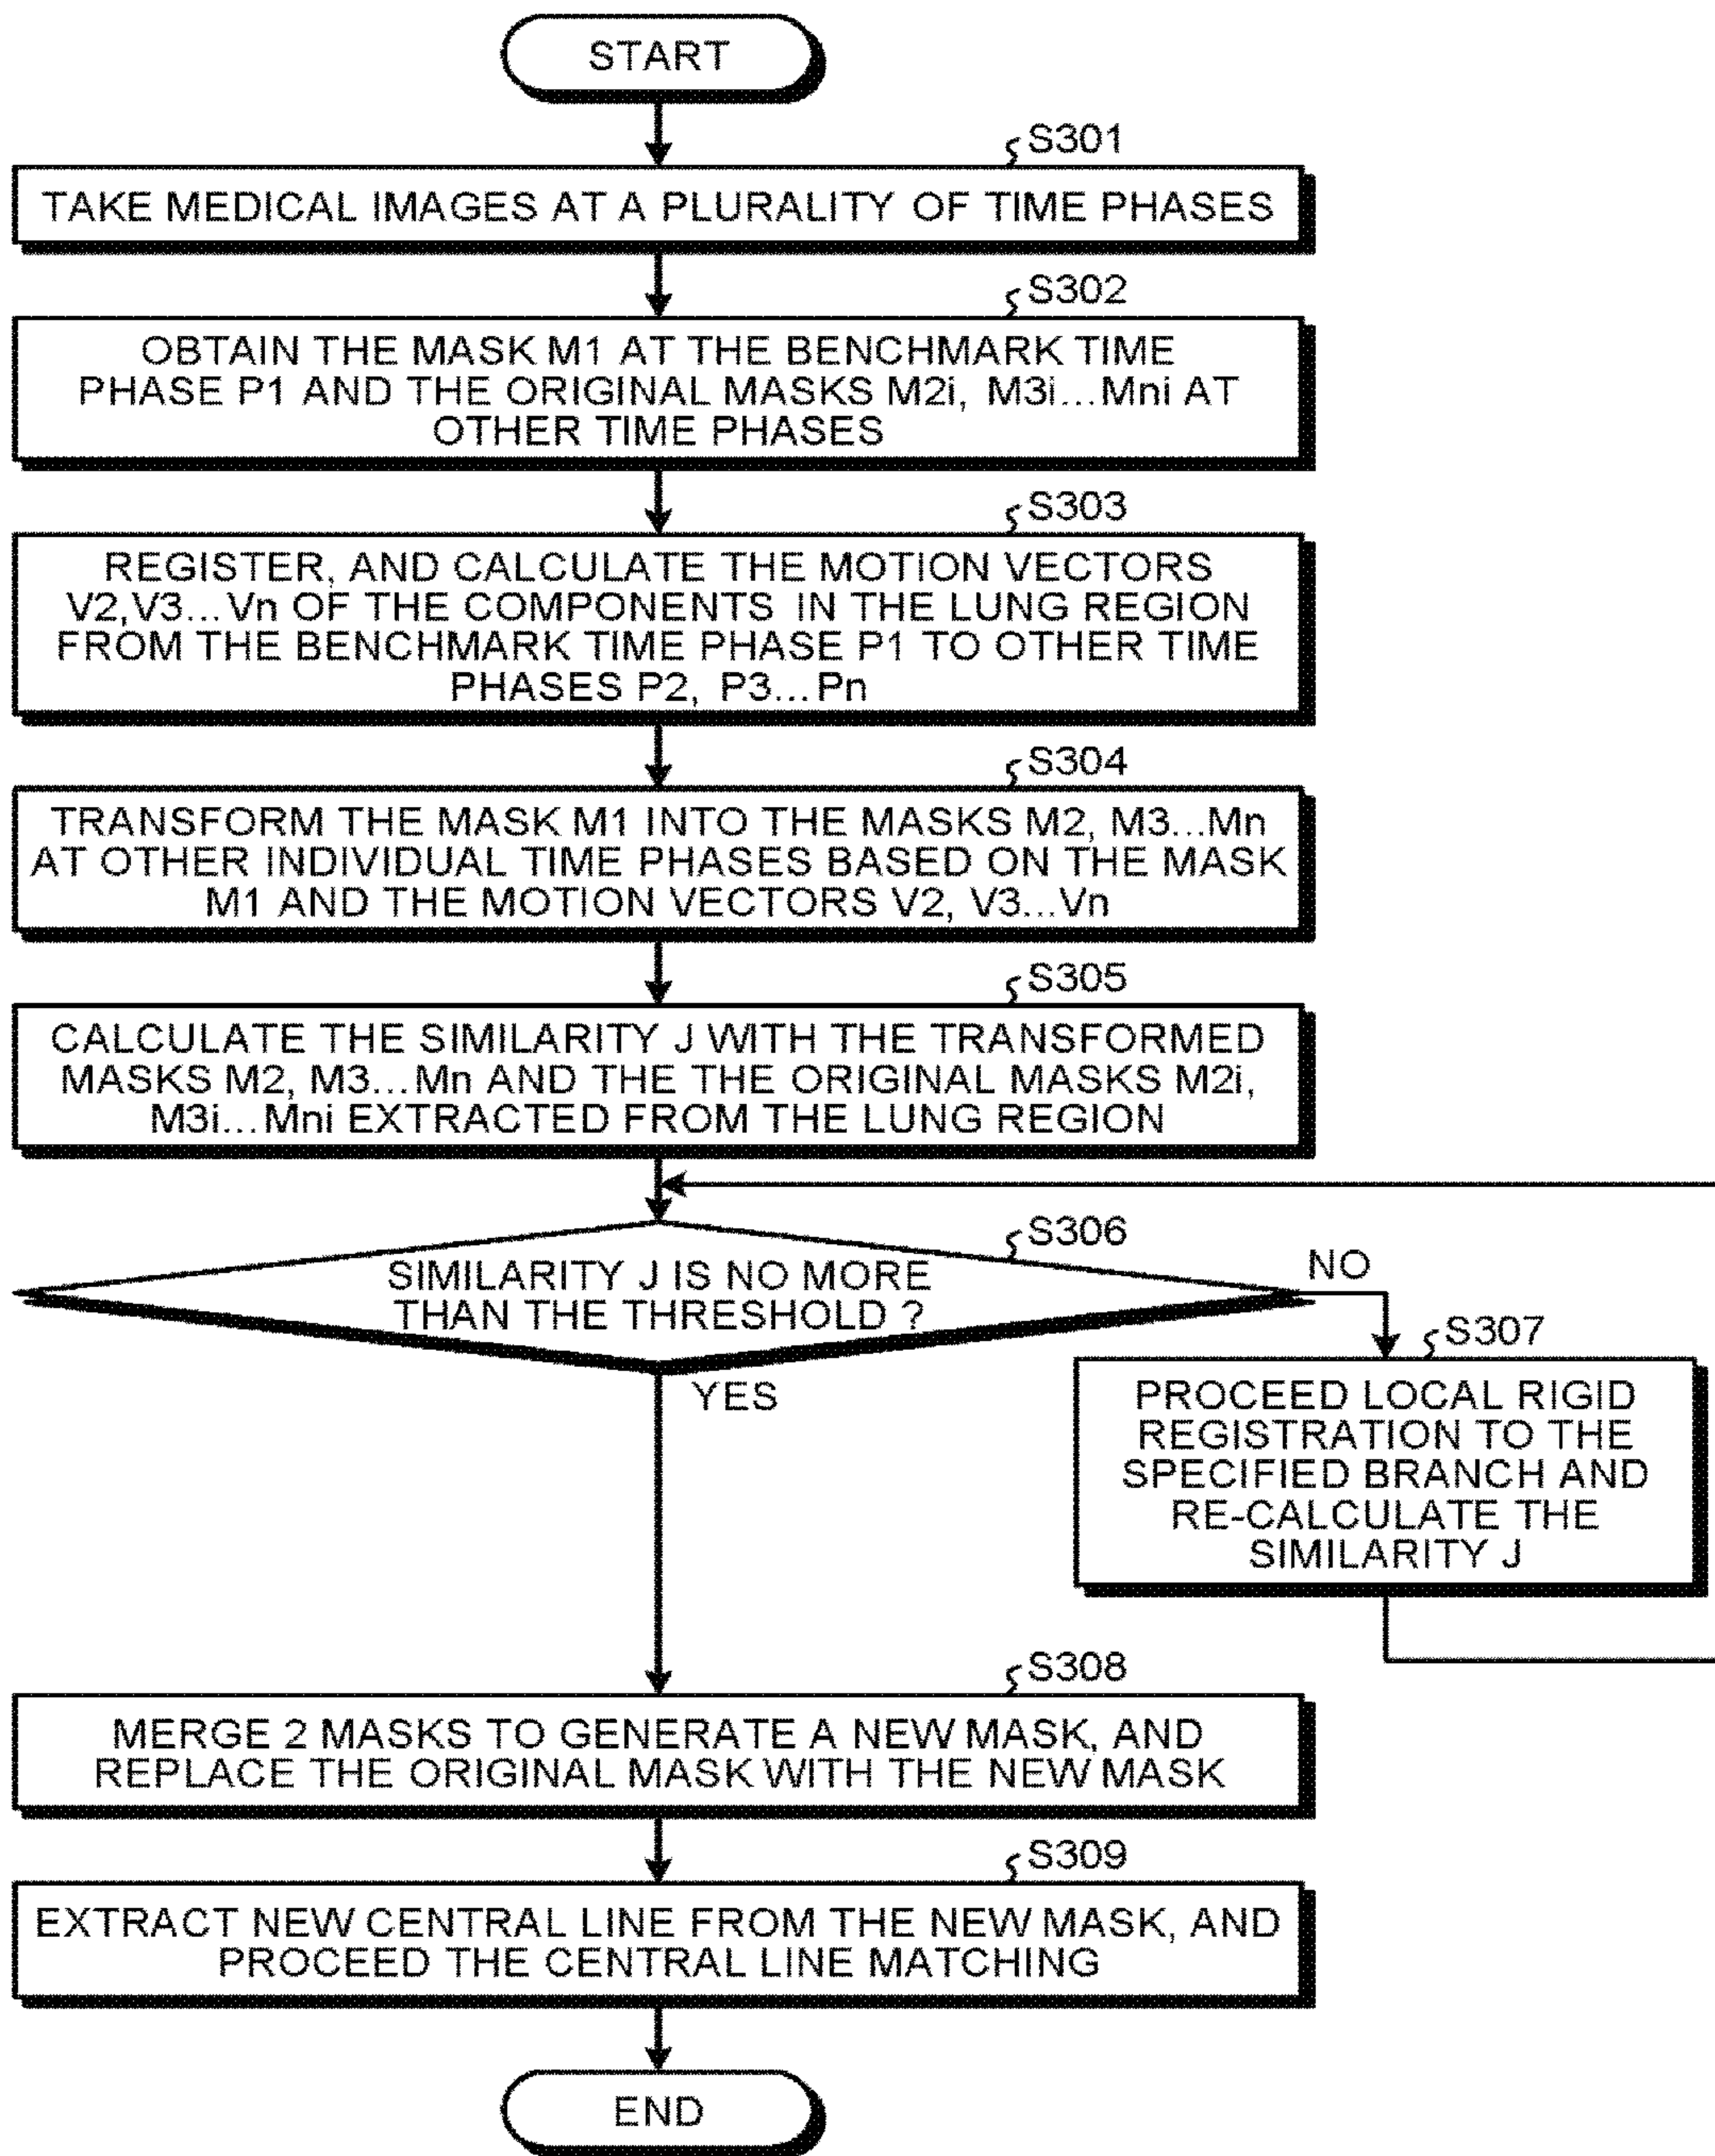 START
S301
TAKE MEDICAL IMAGES AT A PLURALITY OF TIME PHASES
S302
OBTAIN THE MASK M1 AT THE BENCHMARK TIME
PHASE P1 AND THE ORIGINAL MASKS M2i, M3i...Mni AT
OTHER TIME PHASES
S303
REGISTER, AND CALCULATE THE MOTION VECTORS
V2,V3...Vn OF THE COMPONENTS IN THE LUNG REGION
FROM THE BENCHMARK TIME PHASE P1 TO OTHER TIME
PHASES P2, P3...Pn
S304
TRANSFORM THE MASK M1 INTO THE MASKS M2, M3...Mn
AT OTHER INDIVIDUAL TIME PHASES BASED ON THE MASK
M1 AND THE MOTION VECTORS V2, V3...Vn
S305
CALCULATE THE SIMILARITY J WITH THE TRANSFORMED
MASKS M2, M3...Mn AND THE THE ORIGINAL MASKS M2i,
M3i...Mni EXTRACTED FROM THE LUNG REGION
S306
SIMILARITY J IS NO MORE
THAN THE THRESHOLD ?
NO
YES
S307
PROCEED LOCAL RIGID
REGISTRATION TO THE
SPECIFIED BRANCH AND
RE-CALCULATE THE
SIMILARITY J
S308
MERGE 2 MASKS TO GENERATE A NEW MASK, AND
REPLACE THE ORIGINAL MASK WITH THE NEW MASK
S309
EXTRACT NEW CENTRAL LINE FROM THE NEW MASK, AND
PROCEED THE CENTRAL LINE MATCHING
END